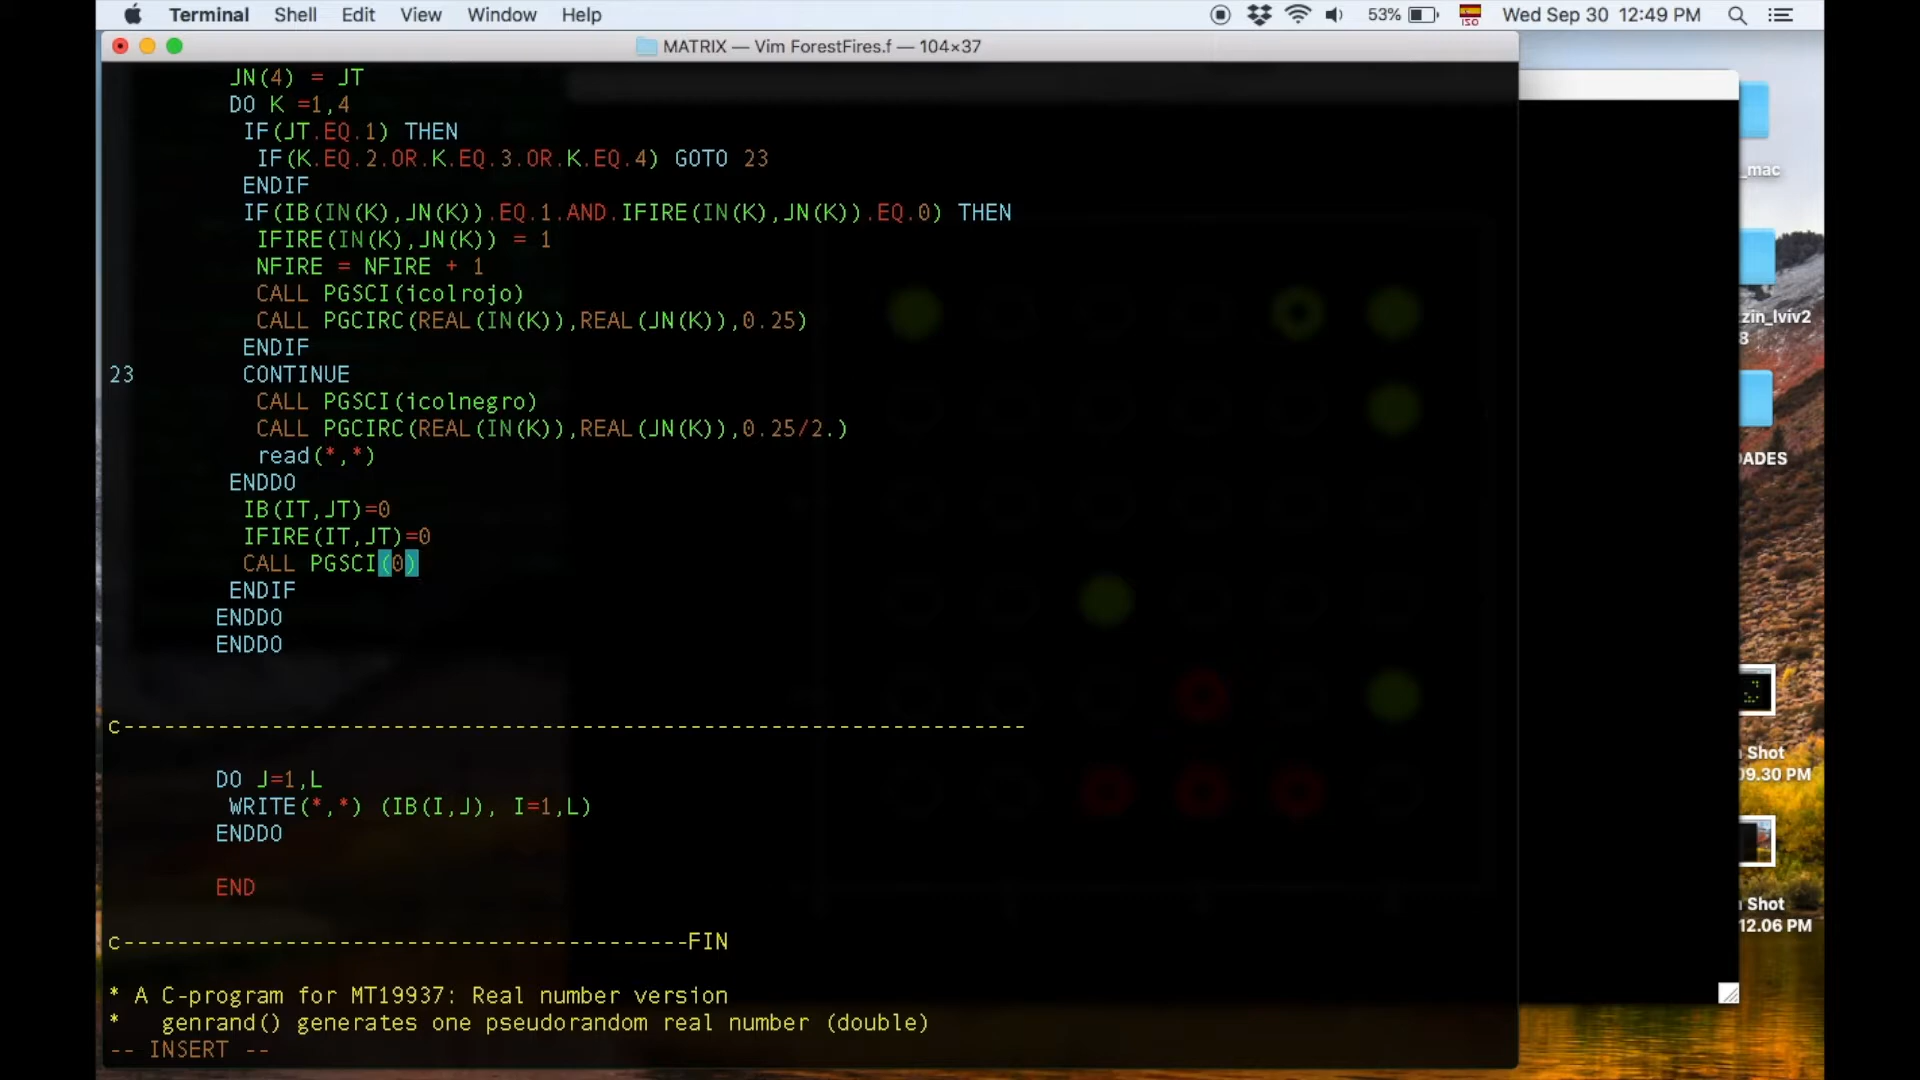 Terminal Shell Edit View Window Help 53% ISO Wed Sep 30 12:49 PM
MATRIX — Vim ForestFires.f — 104×37
JN(4) = JT
DO K =1,4
IF(JT.EQ.1) THEN
IF(K.EQ.2.OR.K.EQ.3.OR.K.EQ.4) GOTO 23
ENDIF
IF(IB(IN(K),JN(K)).EQ.1.AND.IFIRE(IN(K),JN(K)).EQ.0) THEN
IFIRE(IN(K),JN(K)) = 1
NFIRE = NFIRE + 1
CALL PGSCI(icolrojo)
CALL PGCIRC(REAL(IN(K)),REAL(JN(K)),0.25)
ENDIF
23 CONTINUE
CALL PGSCI(icolnegro)
CALL PGCIRC(REAL(IN(K)),REAL(JN(K)),0.25/2.)
read(*,*)
ENDDO
IB(IT,JT)=0
IFIRE(IT,JT)=0
CALL PGSCI(0)
ENDIF
ENDDO
ENDDO
c-------------------------------------------------------------------
DO J=1,L
WRITE(*,*) (IB(I,J), I=1,L)
ENDDO
END
c------------------------------------------FIN
* A C-program for MT19937: Real number version
* genrand() generates one pseudorandom real number (double)
-- INSERT --
_mac
zin_lviv2
8
DADES
n Shot
09.30 PM
n Shot
12.06 PM